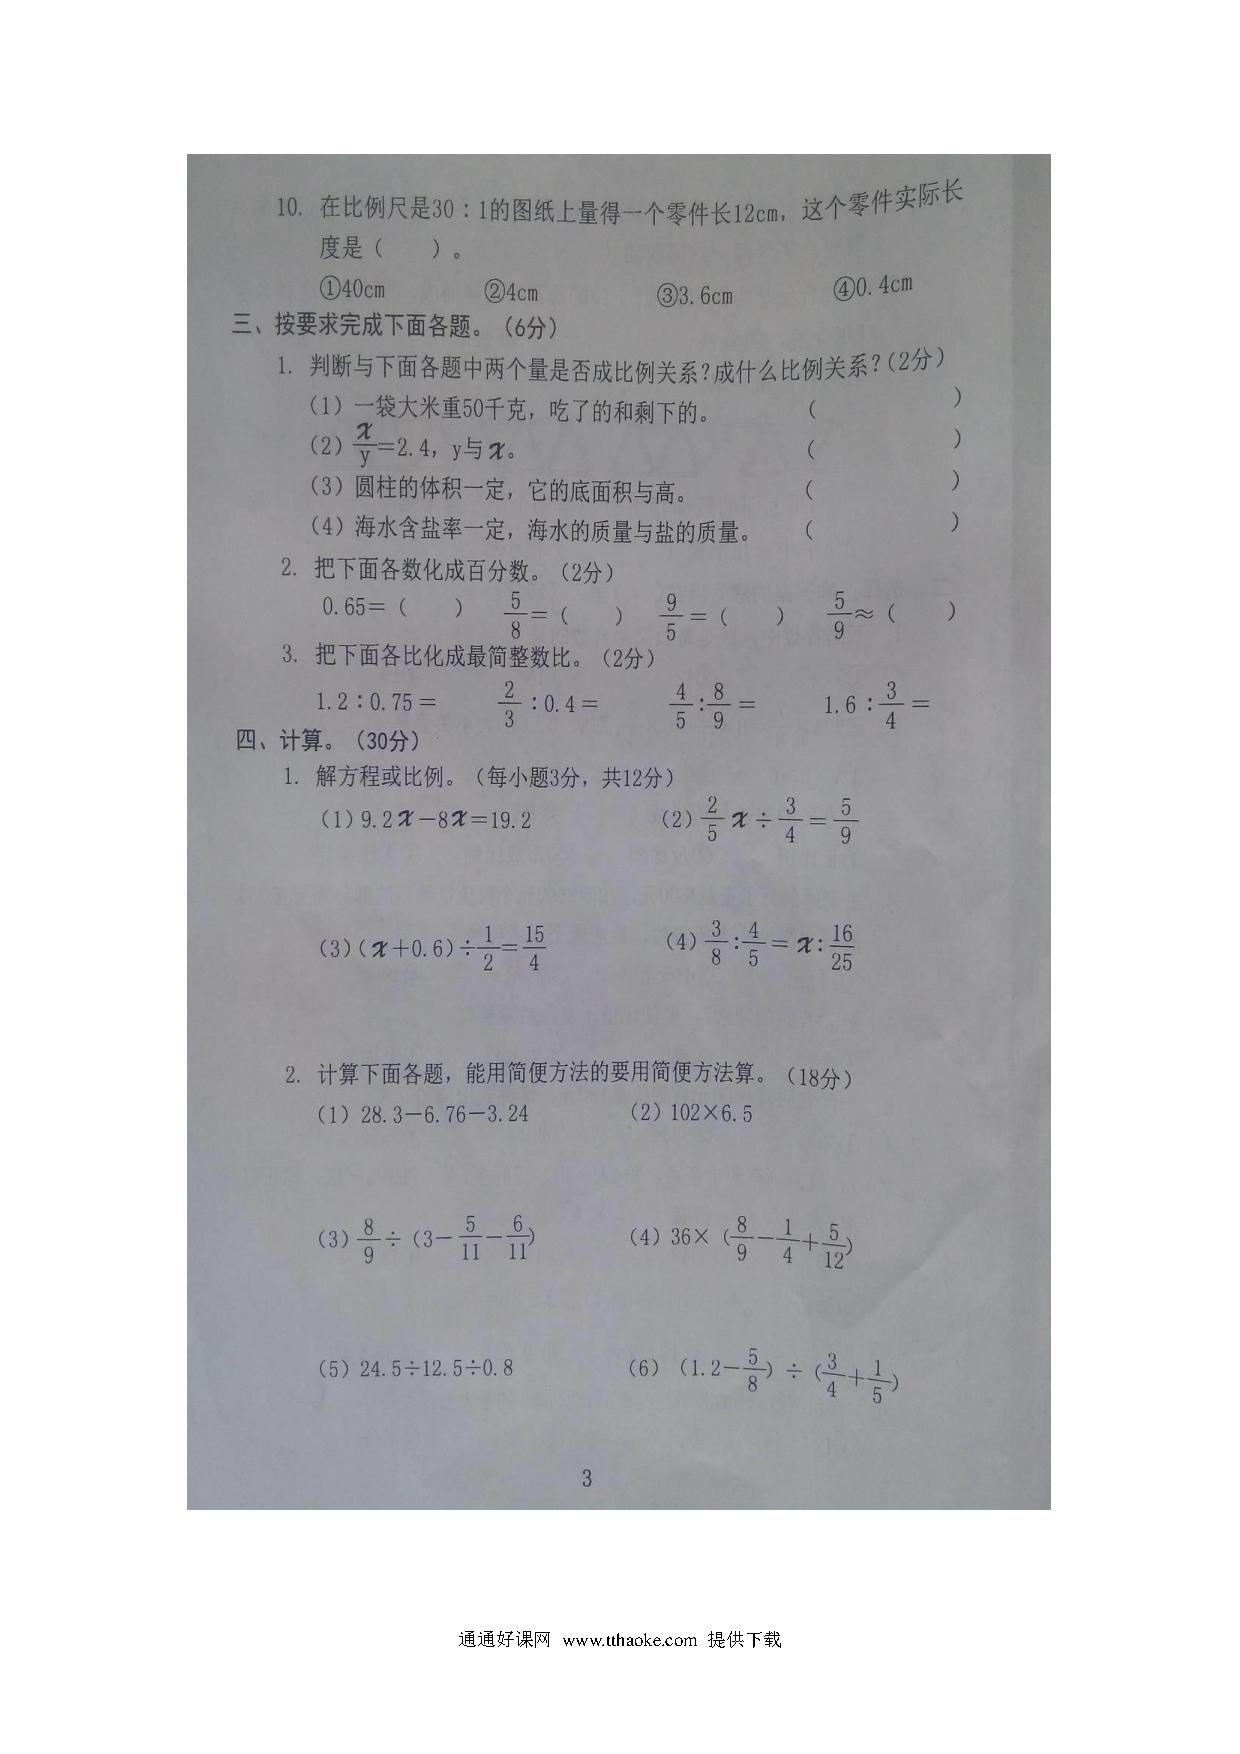 10. 在比例尺是30：1的图纸上量得一个零件长12cm，这个零件实际长
度是（　　）。
①40cm　②4cm　③3.6cm　④0.4cm
三、按要求完成下面各题。（6分）
1. 判断与下面各题中两个量是否成比例关系？成什么比例关系？（2分）
（1）一袋大米重50千克，吃了的和剩下的。（　　）
（2）x/y=2.4，y与x。（　　）
（3）圆柱的体积一定，它的底面积与高。（　　）
（4）海水含盐率一定，海水的质量与盐的质量。（　　）
2. 把下面各数化成百分数。（2分）
0.65=（　　）　5/8=（　　）　9/5=（　　）　5/9≈（　　）
3. 把下面各比化成最简整数比。（2分）
1.2：0.75=　2/3：0.4=　4/5：8/9=　1.6：3/4=
四、计算。（30分）
1. 解方程或比例。（每小题3分，共12分）
（1）9.2x－8x=19.2　（2）2/5 x÷3/4=5/9
（3）（x+0.6）÷1/2=15/4　（4）3/8：4/5=x：16/25
2. 计算下面各题，能用简便方法的要用简便方法算。（18分）
（1）28.3－6.76－3.24　（2）102×6.5
（3）8/9÷（3－5/11－6/11）　（4）36×（8/9－1/4+5/12）
（5）24.5÷12.5÷0.8　（6）（1.2－5/8）÷（3/4+1/5）
3
通通好课网 www.tthaoke.com 提供下载